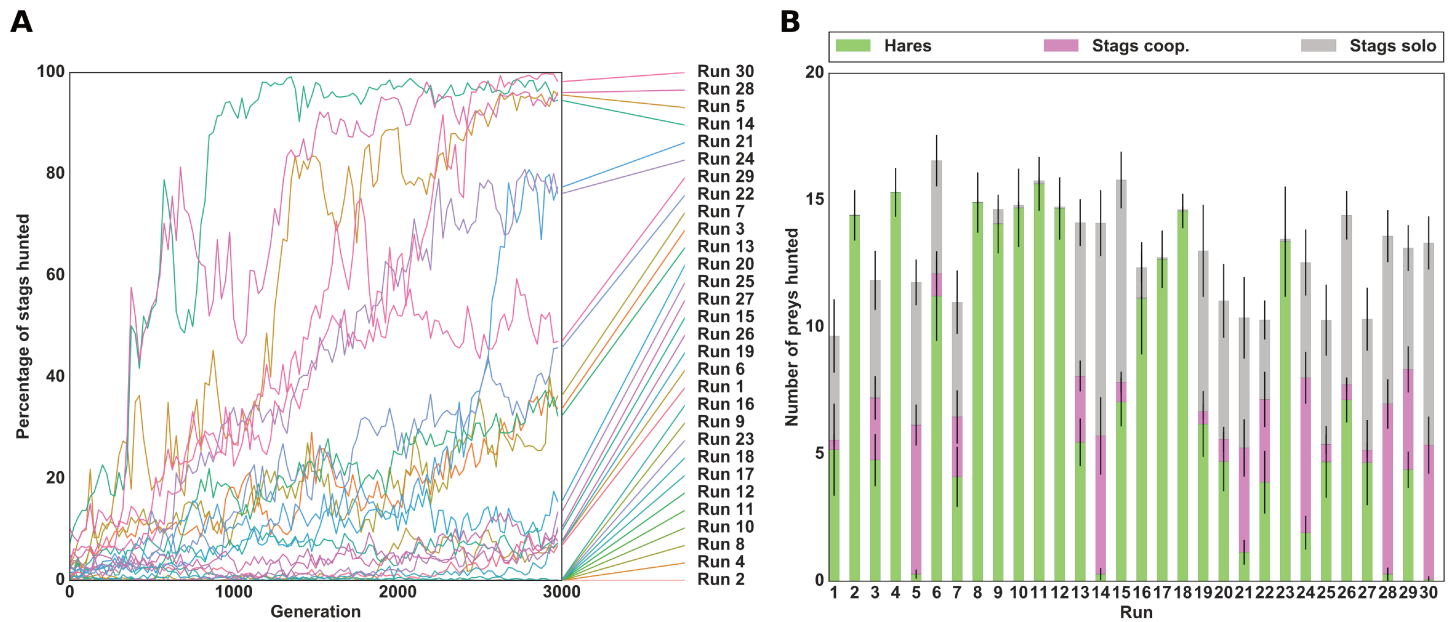 A
Percentage of stags hunted
100
80
60
40
20
0
0 1000 2000 3000
Generation
Run 30
Run 28
Run 5
Run 14
Run 21
Run 24
Run 29
Run 22
Run 7
Run 3
Run 13
Run 20
Run 25
Run 27
Run 15
Run 26
Run 19
Run 6
Run 1
Run 16
Run 9
Run 23
Run 18
Run 17
Run 12
Run 11
Run 10
Run 8
Run 4
Run 2
B
Hares Stags coop. Stags solo
Number of preys hunted
20
15
10
5
0
1 2 3 4 5 6 7 8 9 10 11 12 13 14 15 16 17 18 19 20 21 22 23 24 25 26 27 28 29 30
Run